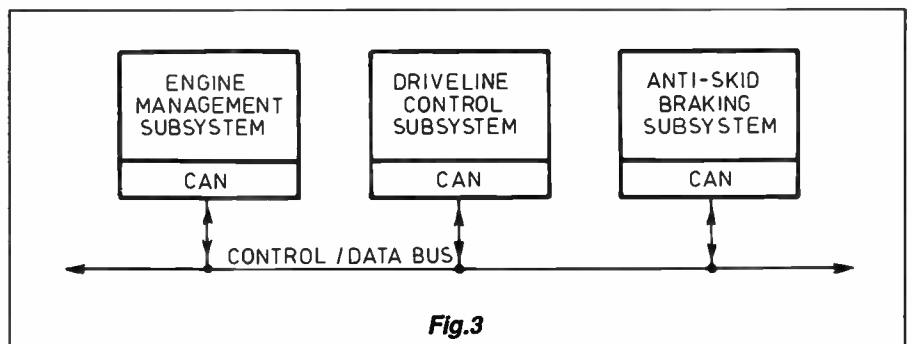 ENGINE
MANAGEMENT
SUBSYSTEM
CAN
DRIVELINE
CONTROL
SUBSYSTEM
CAN
ANTI-SKID
BRAKING
SUBSYSTEM
CAN
CONTROL / DATA BUS
Fig.3